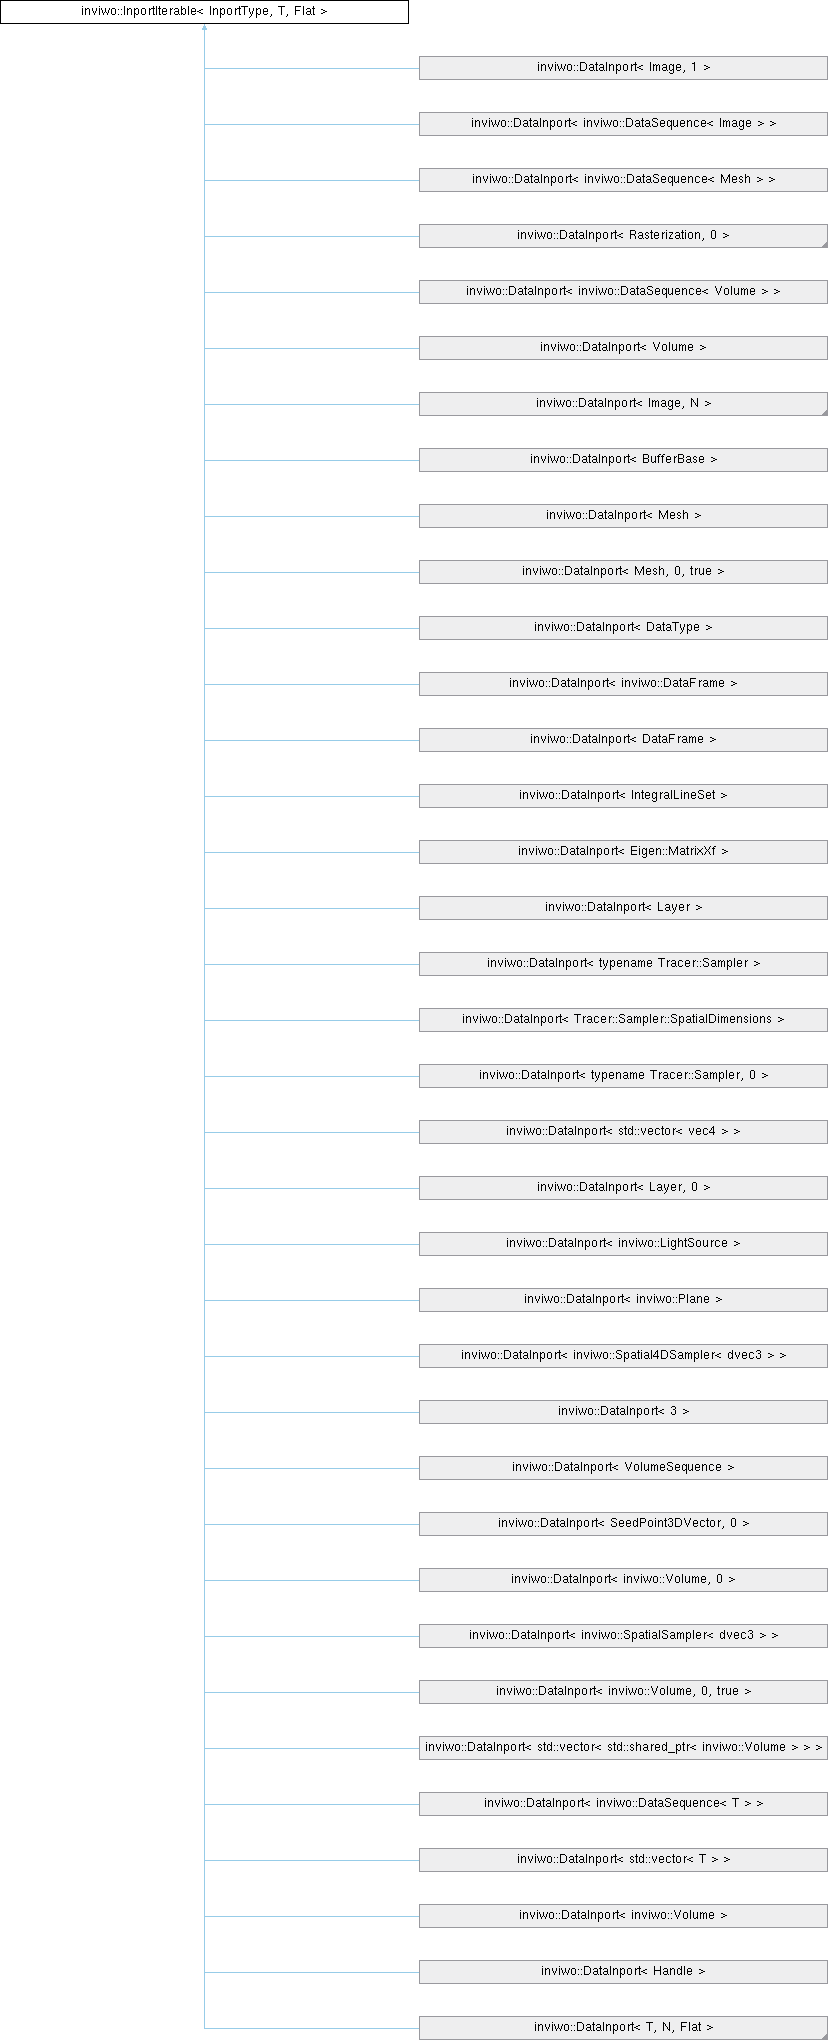 inviwo::InportIterable< InportType, T, Flat >
inviwo::DataInport< Image, 1 >
inviwo::DataInport< inviwo::DataSequence< Image > >
inviwo::DataInport< inviwo::DataSequence< Mesh > >
inviwo::DataInport< Rasterization, 0 >
inviwo::DataInport< inviwo::DataSequence< Volume > >
inviwo::DataInport< Volume >
inviwo::DataInport< Image, N >
inviwo::DataInport< BufferBase >
inviwo::DataInport< Mesh >
inviwo::DataInport< Mesh, 0, true >
inviwo::DataInport< DataType >
inviwo::DataInport< inviwo::DataFrame >
inviwo::DataInport< DataFrame >
inviwo::DataInport< IntegralLineSet >
inviwo::DataInport< Eigen::MatrixXf >
inviwo::DataInport< Layer >
inviwo::DataInport< typename Tracer::Sampler >
inviwo::DataInport< Tracer::Sampler::SpatialDimensions >
inviwo::DataInport< typename Tracer::Sampler, 0 >
inviwo::DataInport< std::vector< vec4 > >
inviwo::DataInport< Layer, 0 >
inviwo::DataInport< inviwo::LightSource >
inviwo::DataInport< inviwo::Plane >
inviwo::DataInport< inviwo::Spatial4DSampler< dvec3 > >
inviwo::DataInport< 3 >
inviwo::DataInport< VolumeSequence >
inviwo::DataInport< SeedPoint3DVector, 0 >
inviwo::DataInport< inviwo::Volume, 0 >
inviwo::DataInport< inviwo::SpatialSampler< dvec3 > >
inviwo::DataInport< inviwo::Volume, 0, true >
inviwo::DataInport< std::vector< std::shared_ptr< inviwo::Volume > > >
inviwo::DataInport< inviwo::DataSequence< T > >
inviwo::DataInport< std::vector< T > >
inviwo::DataInport< inviwo::Volume >
inviwo::DataInport< Handle >
inviwo::DataInport< T, N, Flat >